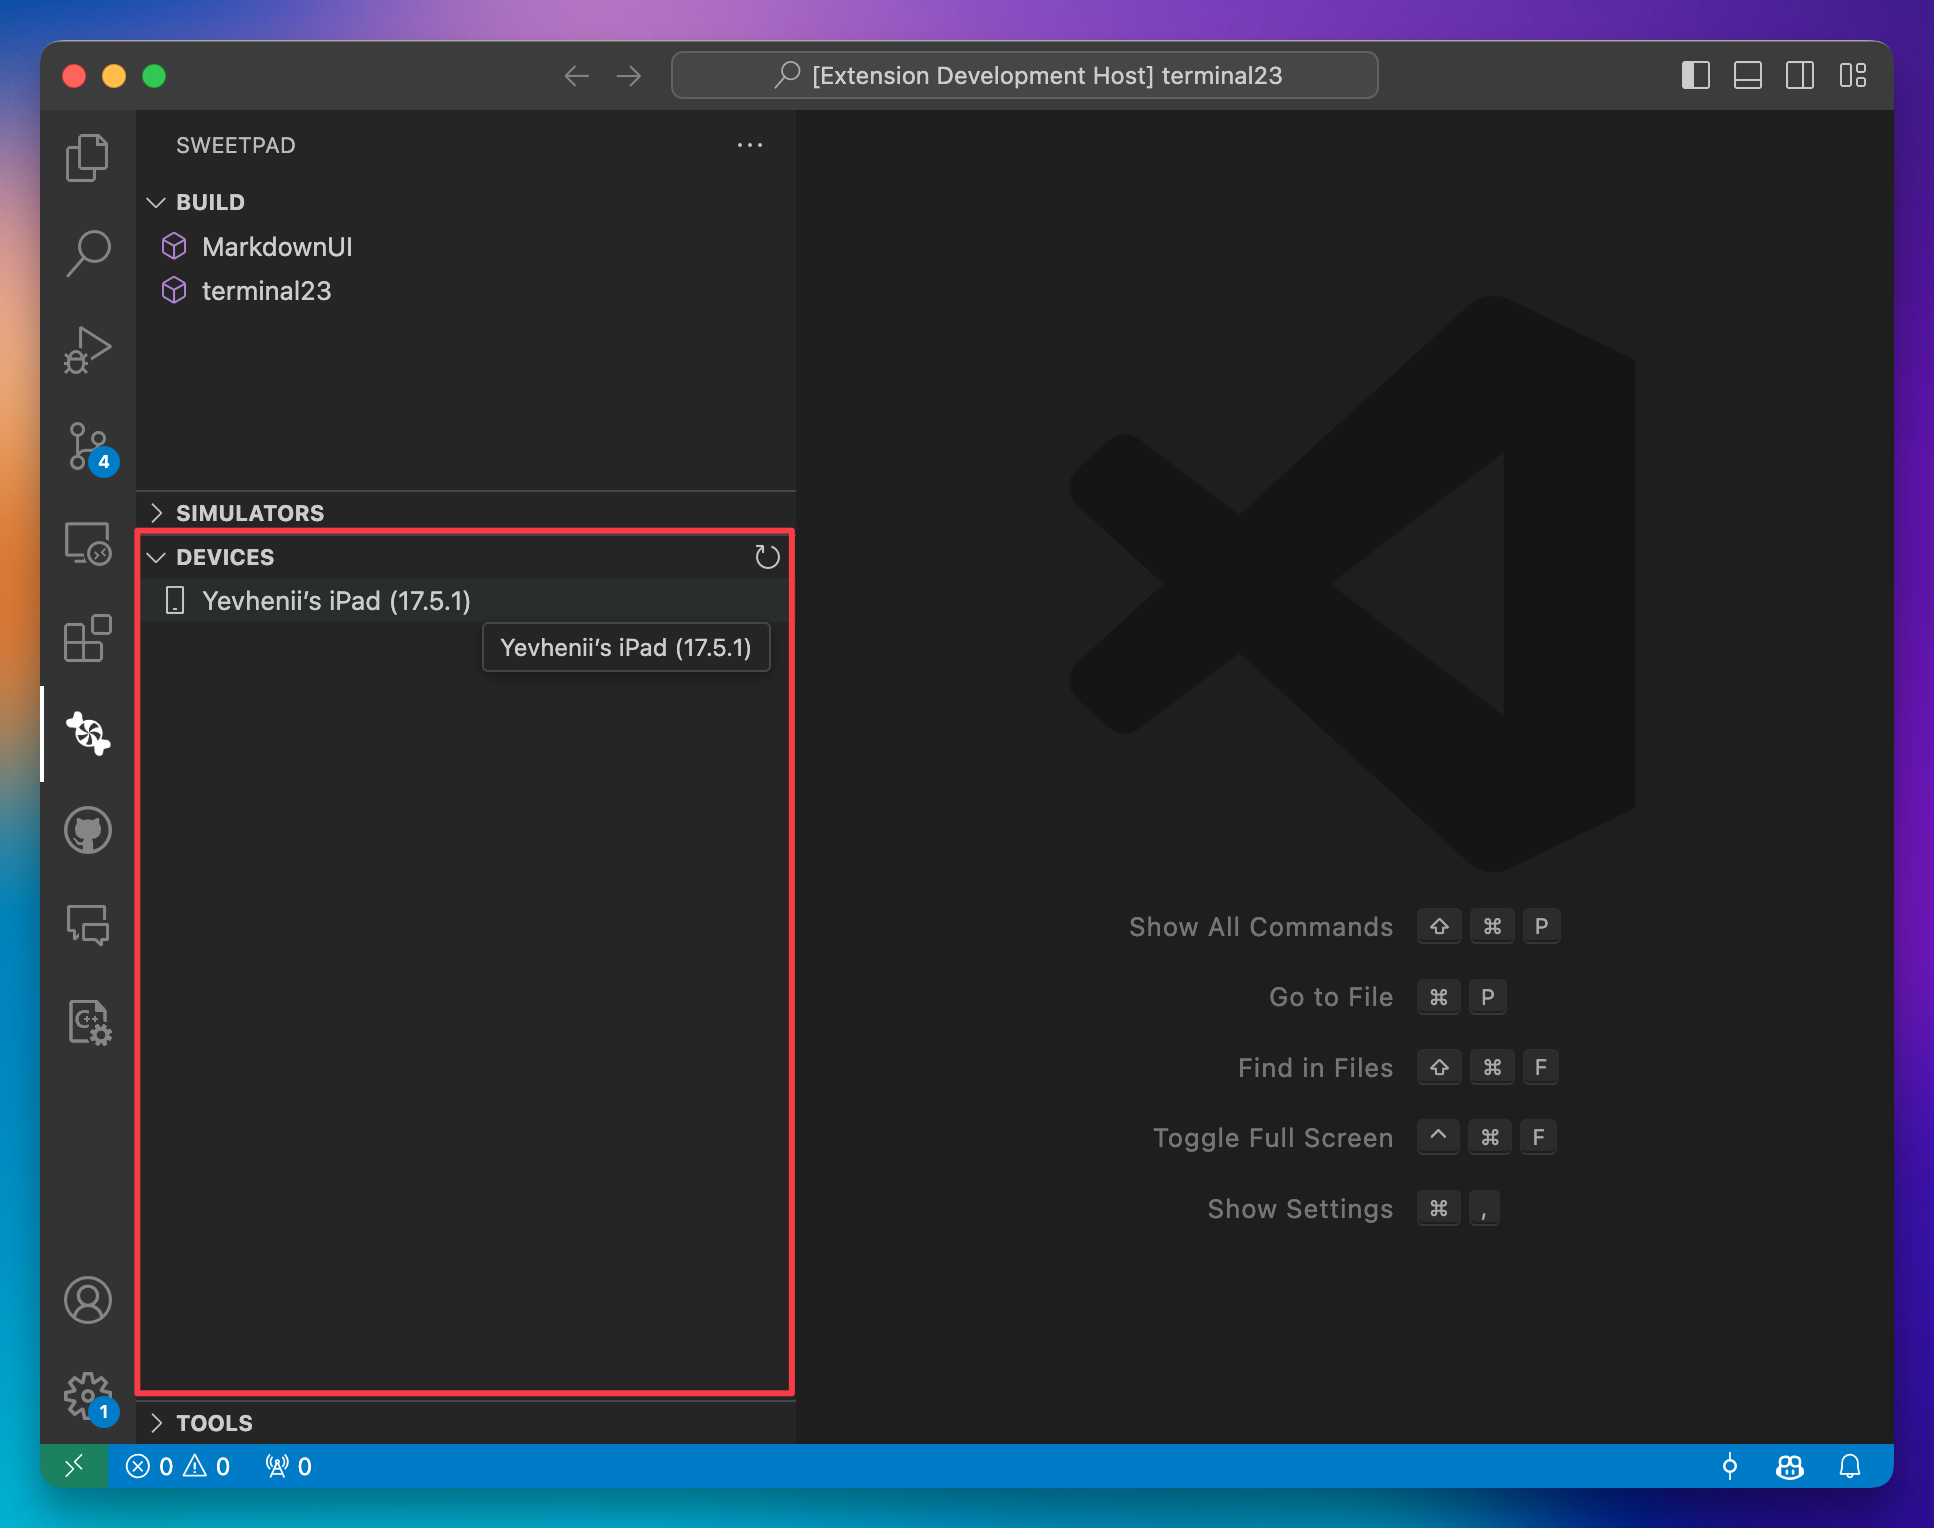 [Extension Development Host] terminal23
SWEETPAD
BUILD
MarkdownUI
terminal23
4
SIMULATORS
DEVICES
Yevhenii’s iPad (17.5.1)
Yevhenii’s iPad (17.5.1)
C++
Show All Commands ⇧ ⌘ P
Go to File ⌘ P
Find in Files ⇧ ⌘ F
Toggle Full Screen ^ ⌘ F
Show Settings ⌘ ,
1
TOOLS
0 0 0